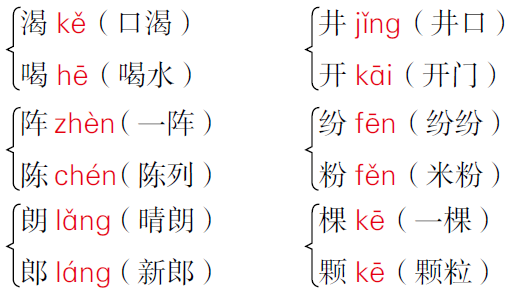 渴 kě（口渴） 井 jǐng（井口）
喝 hē（喝水） 开 kāi（开门）
阵 zhèn（一阵） 纷 fēn（纷纷）
陈 chén（陈列） 粉 fěn（米粉）
朗 lǎng（晴朗） 棵 kē（一棵）
郎 láng（新郎） 颗 kē（颗粒）